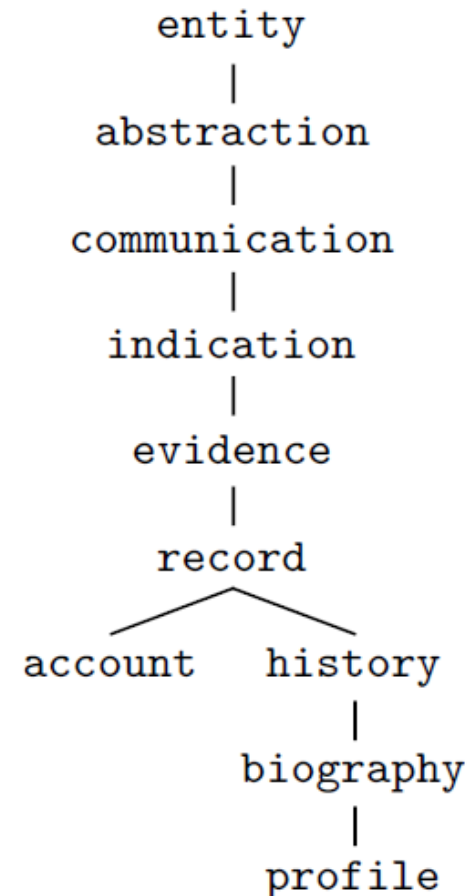 entity
abstraction
communication
indication
evidence
record
account history
biography
profile